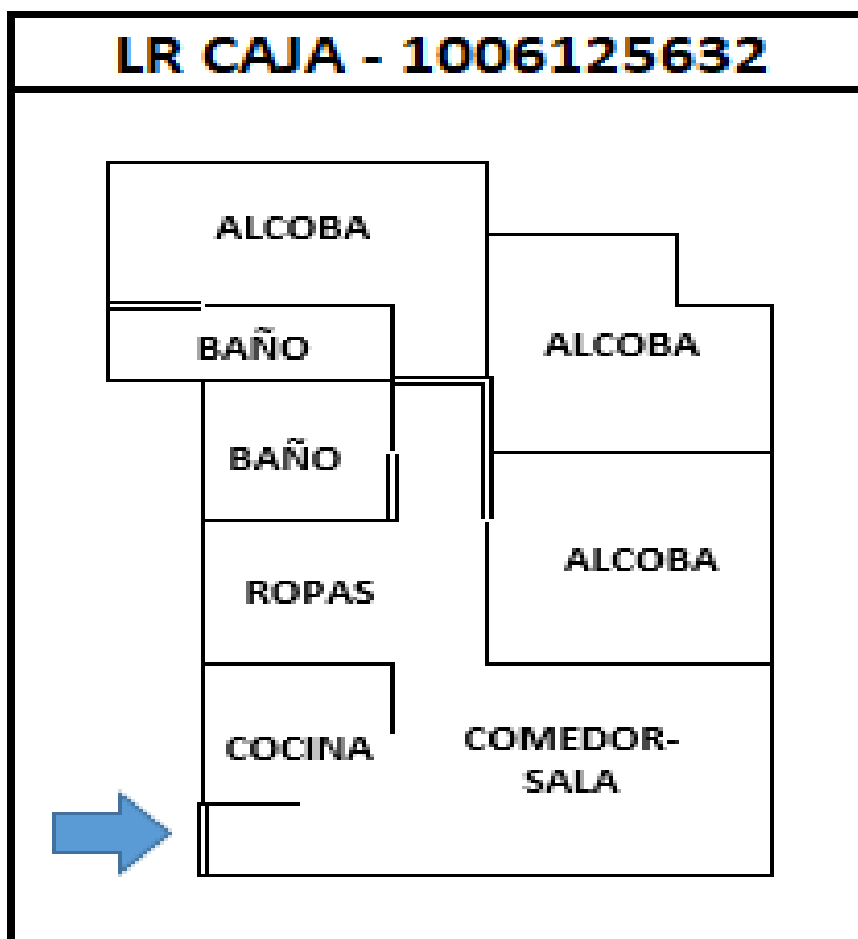 LR CAJA - 1006125632
ALCOBA
BAÑO
ALCOBA
BAÑO
ALCOBA
ROPAS
COCINA
COMEDOR-
SALA